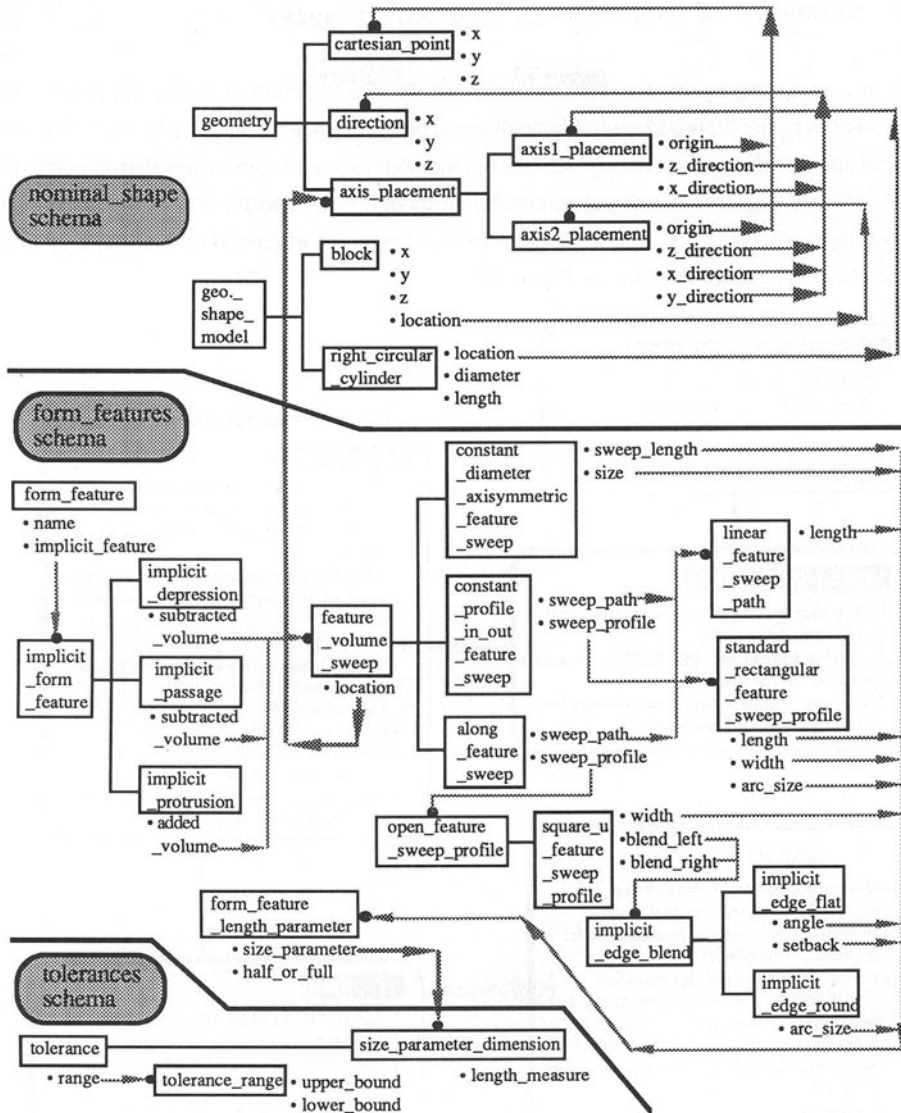 cartesian_point
• x
• y
• z
geometry
direction
• x
• y
• z
axis1_placement
• origin
• z_direction
• x_direction
nominal_shape
schema
axis_placement
axis2_placement
• origin
• z_direction
• x_direction
• y_direction
block
• x
• y
• z
• location
geo._
shape_
model
right_circular
_cylinder
• location
• diameter
• length
form_features
schema
form_feature
• name
• implicit_feature
implicit
_form
_feature
implicit
_depression
• subtracted
_volume
implicit
_passage
• subtracted
_volume
implicit
_protrusion
• added
_volume
feature
_volume
_sweep
• location
constant
_diameter
_axisymmetric
_feature
_sweep
• sweep_length
• size
constant
_profile
_in_out
_feature
_sweep
• sweep_path
• sweep_profile
along
_feature
_sweep
• sweep_path
• sweep_profile
linear
_feature
_sweep
_path
• length
standard
_rectangular
_feature
_sweep_profile
• length
• width
• arc_size
open_feature
_sweep_profile
square_u
_feature
_sweep
_profile
• width
•blend_left
• blend_right
implicit
_edge_blend
implicit
_edge_flat
• angle
• setback
implicit
_edge_round
• arc_size
form_feature
_length_parameter
• size_parameter
• half_or_full
tolerances
schema
tolerance
• range
tolerance_range
• upper_bound
• lower_bound
size_parameter_dimension
• length_measure